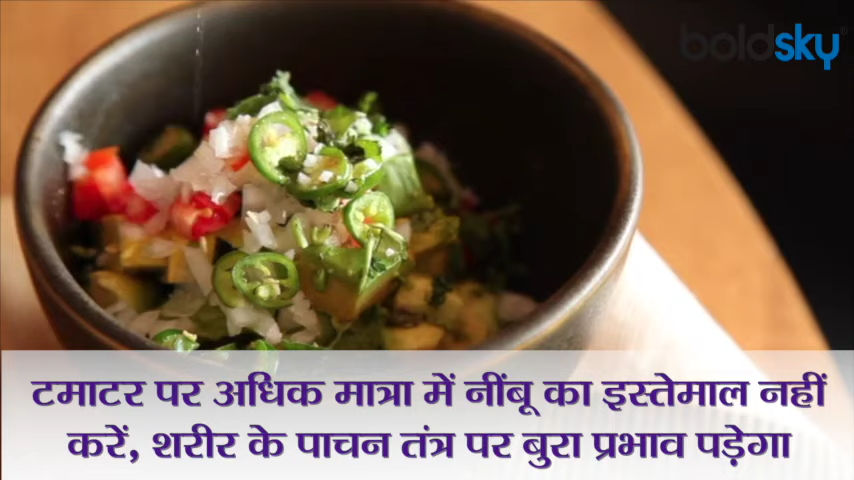 boldsky
टमाटर पर अधिक मात्रा में नींबू का इस्तेमाल नहीं
करें, शरीर के पाचन तंत्र पर बुरा प्रभाव पड़ेगा